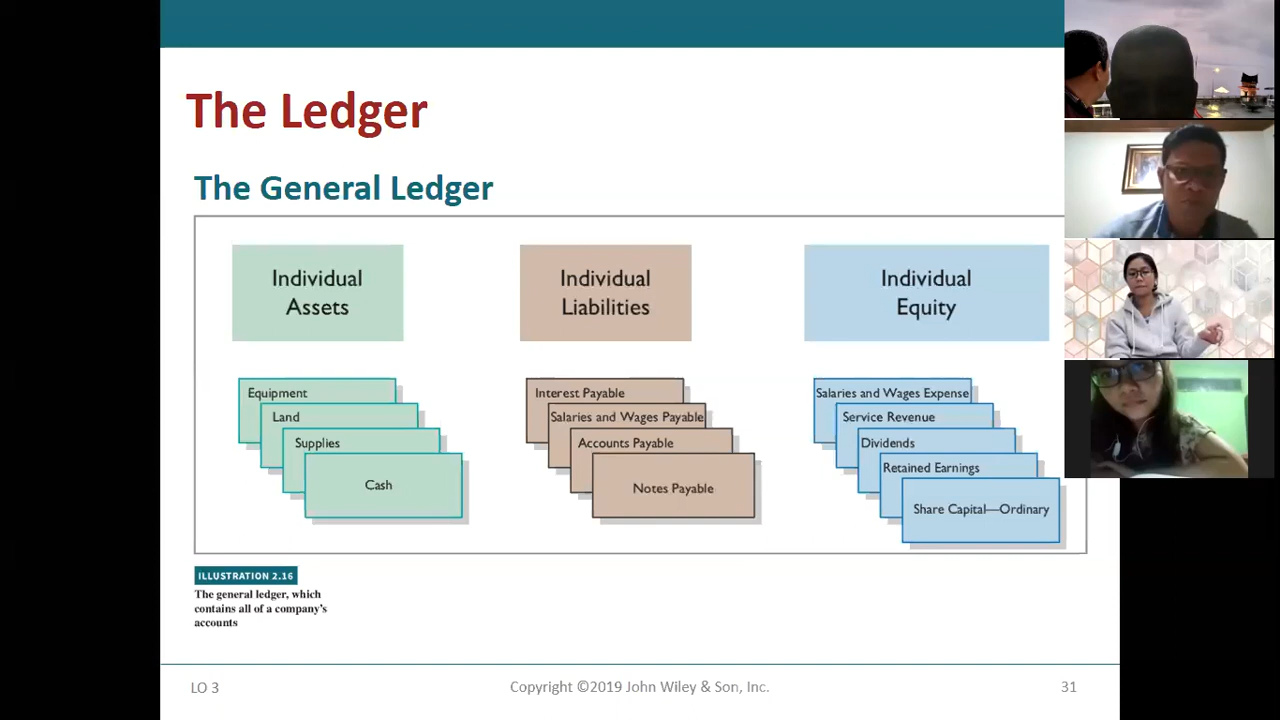 The Ledger
The General Ledger
Individual
Assets
Individual
Liabilities
Individual
Equity
Equipment
Land
Supplies
Cash
Interest Payable
Salaries and Wages Payable
Accounts Payable
Notes Payable
Salaries and Wages Expense
Service Revenue
Dividends
Retained Earnings
Share Capital—Ordinary
ILLUSTRATION 2.16
The general ledger, which
contains all of a company's
accounts
LO 3
Copyright ©2019 John Wiley & Son, Inc.
31